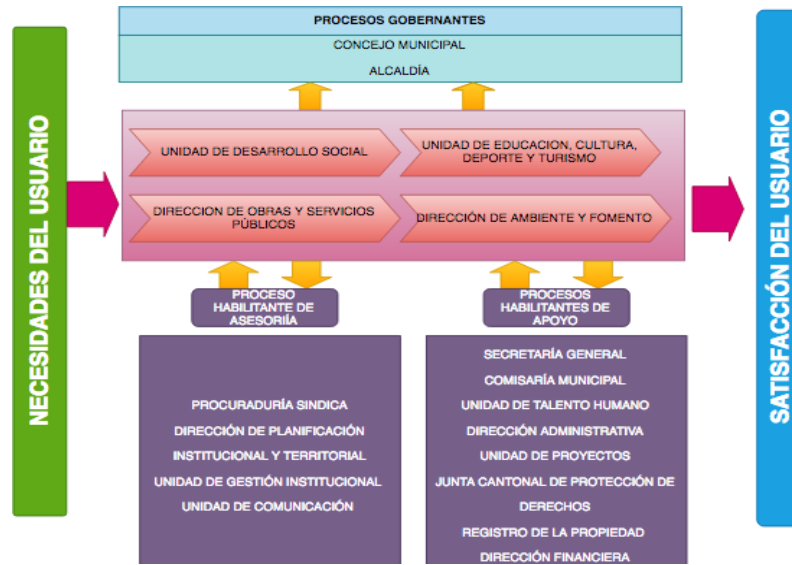 NECESIDADES DEL USUARIO
PROCESOS GOBERNANTES
CONCEJO MUNICIPAL
ALCALDÍA
UNIDAD DE DESARROLLO SOCIAL
UNIDAD DE EDUCACION, CULTURA,
DEPORTE Y TURISMO
DIRECCION DE OBRAS Y SERVICIOS
PÚBLICOS
DIRECCIÓN DE AMBIENTE Y FOMENTO
PROCESO
HABILITANTE DE
ASESORIÍA
PROCURADURÍA SINDICA
DIRECCIÓN DE PLANIFICACIÓN
INSTITUCIONAL Y TERRITORIAL
UNIDAD DE GESTIÓN INSTITUCIONAL
UNIDAD DE COMUNICACIÓN
PROCESOS
HABILITANTES DE
APOYO
SECRETARÍA GENERAL
COMISARÍA MUNICIPAL
UNIDAD DE TALENTO HUMANO
DIRECCIÓN ADMINISTRATIVA
UNIDAD DE PROYECTOS
JUNTA CANTONAL DE PROTECCIÓN DE
DERECHOS
REGISTRO DE LA PROPIEDAD
DIRECCIÓN FINANCIERA
SATISFACCIÓN DEL USUARIO